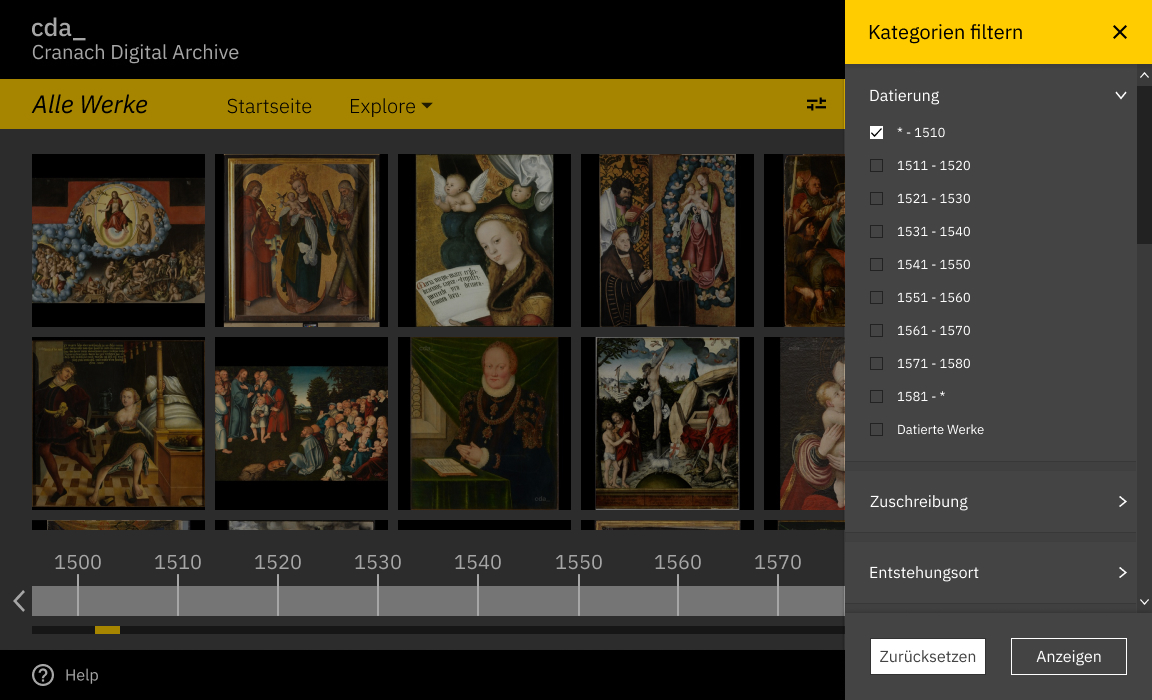 cda_
Cranach Digital Archive
Kategorien filtern
Alle Werke
Startseite
Explore
Datierung
* - 1510
1511 - 1520
1521 - 1530
1531 - 1540
1541 - 1550
1551 - 1560
1561 - 1570
1571 - 1580
1581 - *
Datierte Werke
Zuschreibung
Entstehungsort
Zurücksetzen
Anzeigen
1500
1510
1520
1530
1540
1550
1560
1570
Help